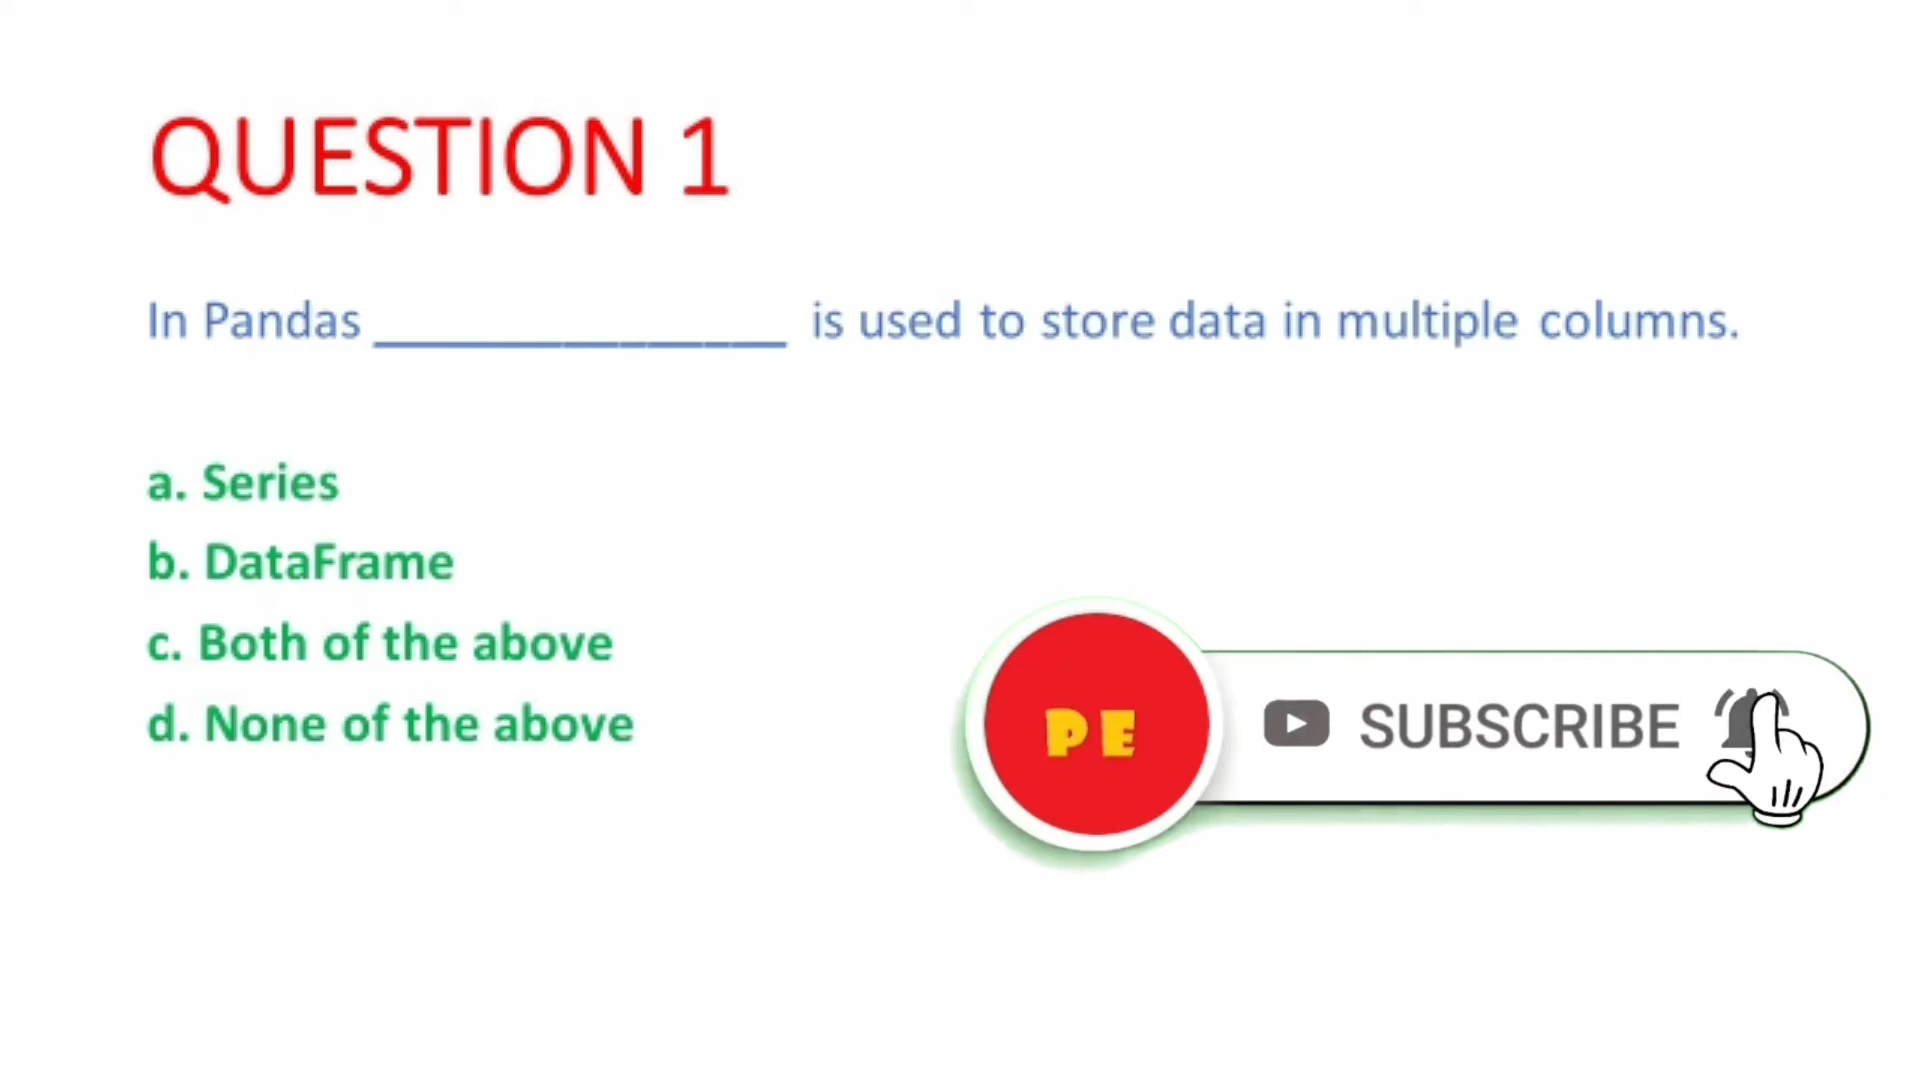 QUESTION 1
In Pandas _______________ is used to store data in multiple columns.
a. Series
b. DataFrame
c. Both of the above
d. None of the above
PE
SUBSCRIBE